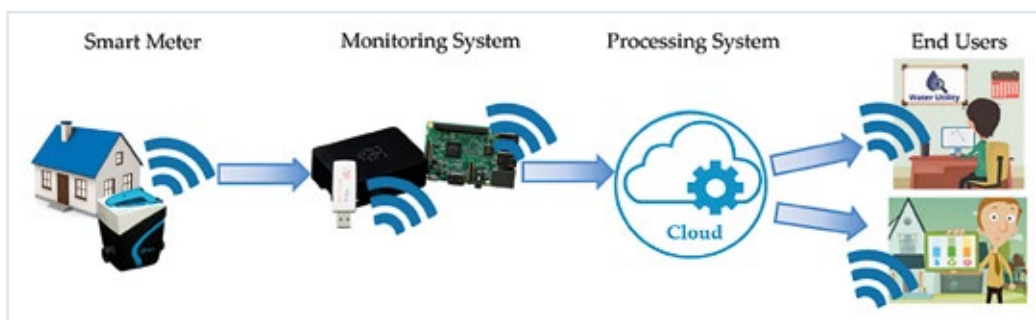 Smart Meter
Monitoring System
Processing System
End Users
Water Utility
Cloud